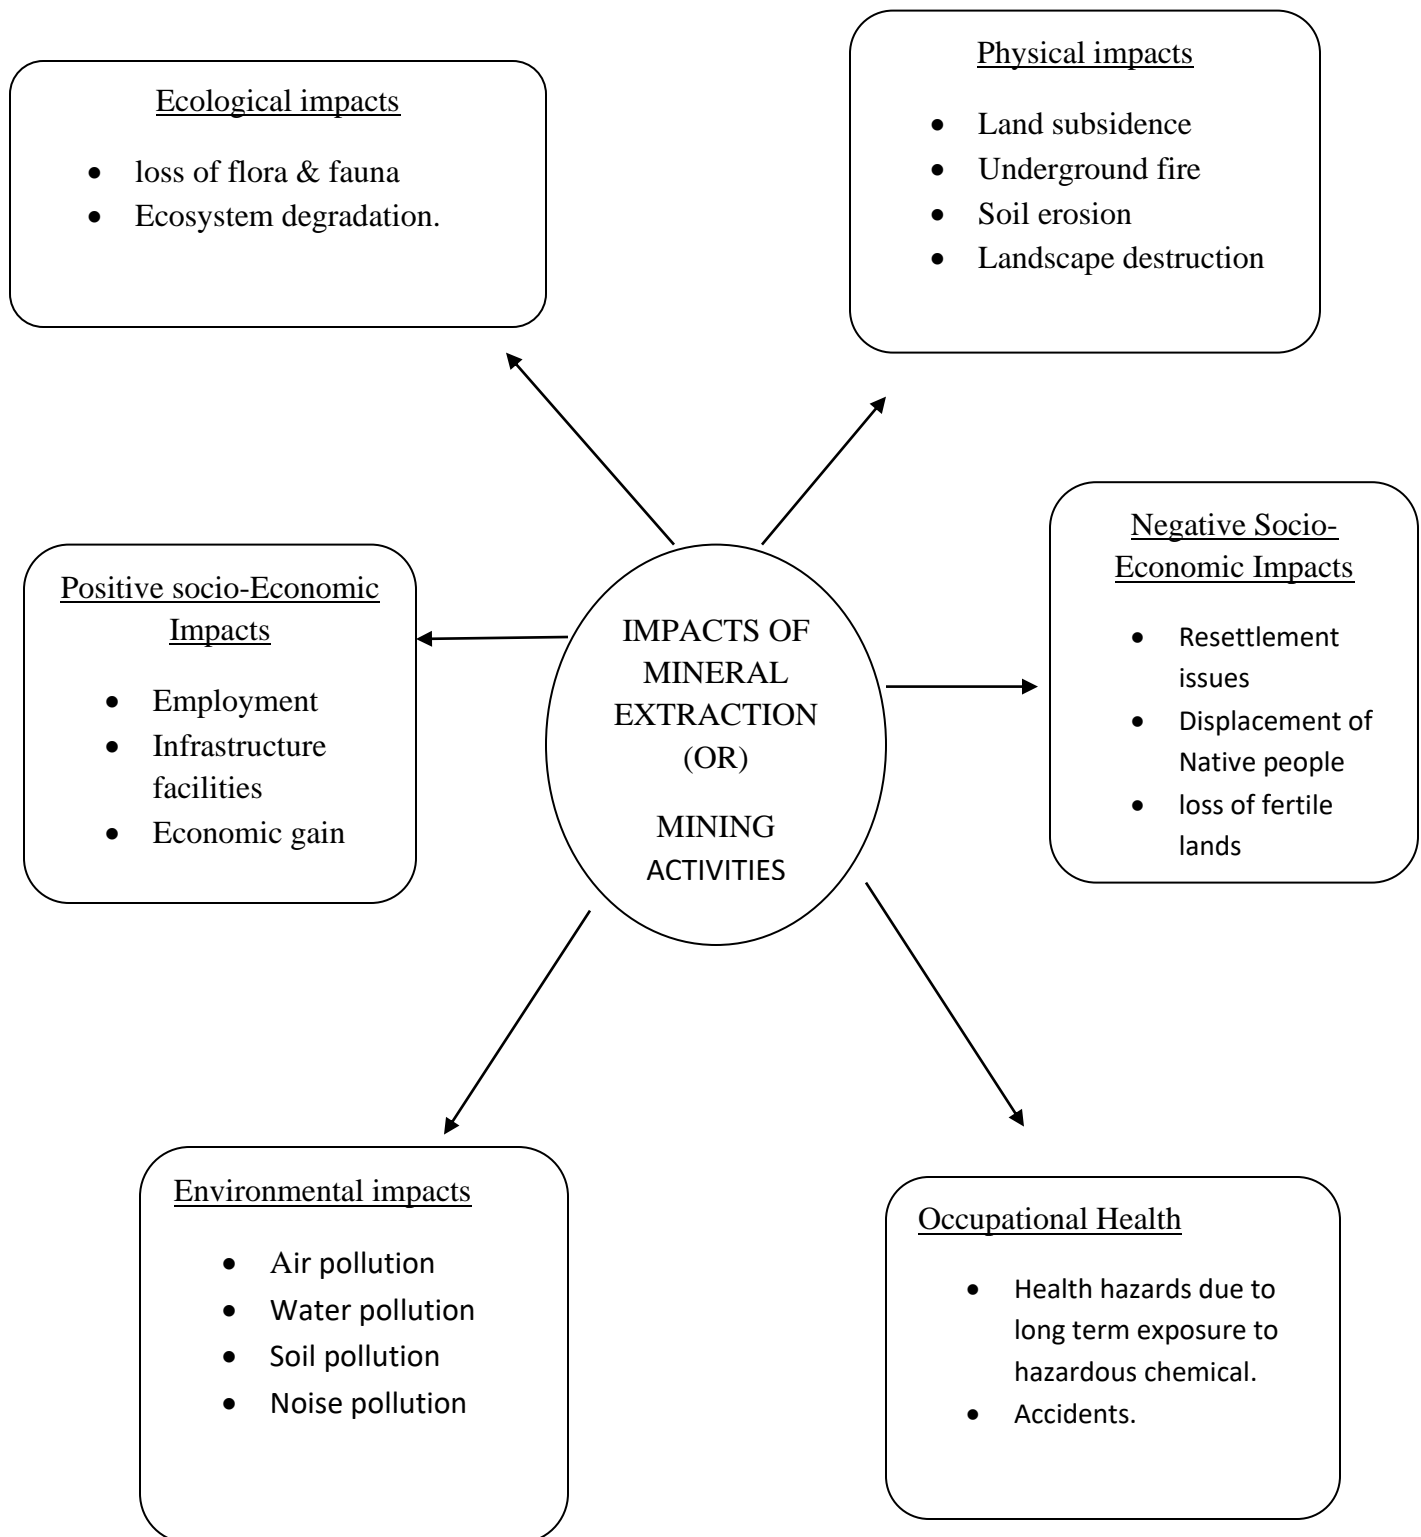 Ecological impacts
• loss of flora & fauna
• Ecosystem degradation.
Physical impacts
• Land subsidence
• Underground fire
• Soil erosion
• Landscape destruction
Positive socio-Economic
Impacts
• Employment
• Infrastructure
facilities
• Economic gain
IMPACTS OF
MINERAL
EXTRACTION
(OR)
MINING
ACTIVITIES
Negative Socio-
Economic Impacts
• Resettlement
issues
• Displacement of
Native people
• loss of fertile
lands
Environmental impacts
• Air pollution
• Water pollution
• Soil pollution
• Noise pollution
Occupational Health
• Health hazards due to
long term exposure to
hazardous chemical.
• Accidents.